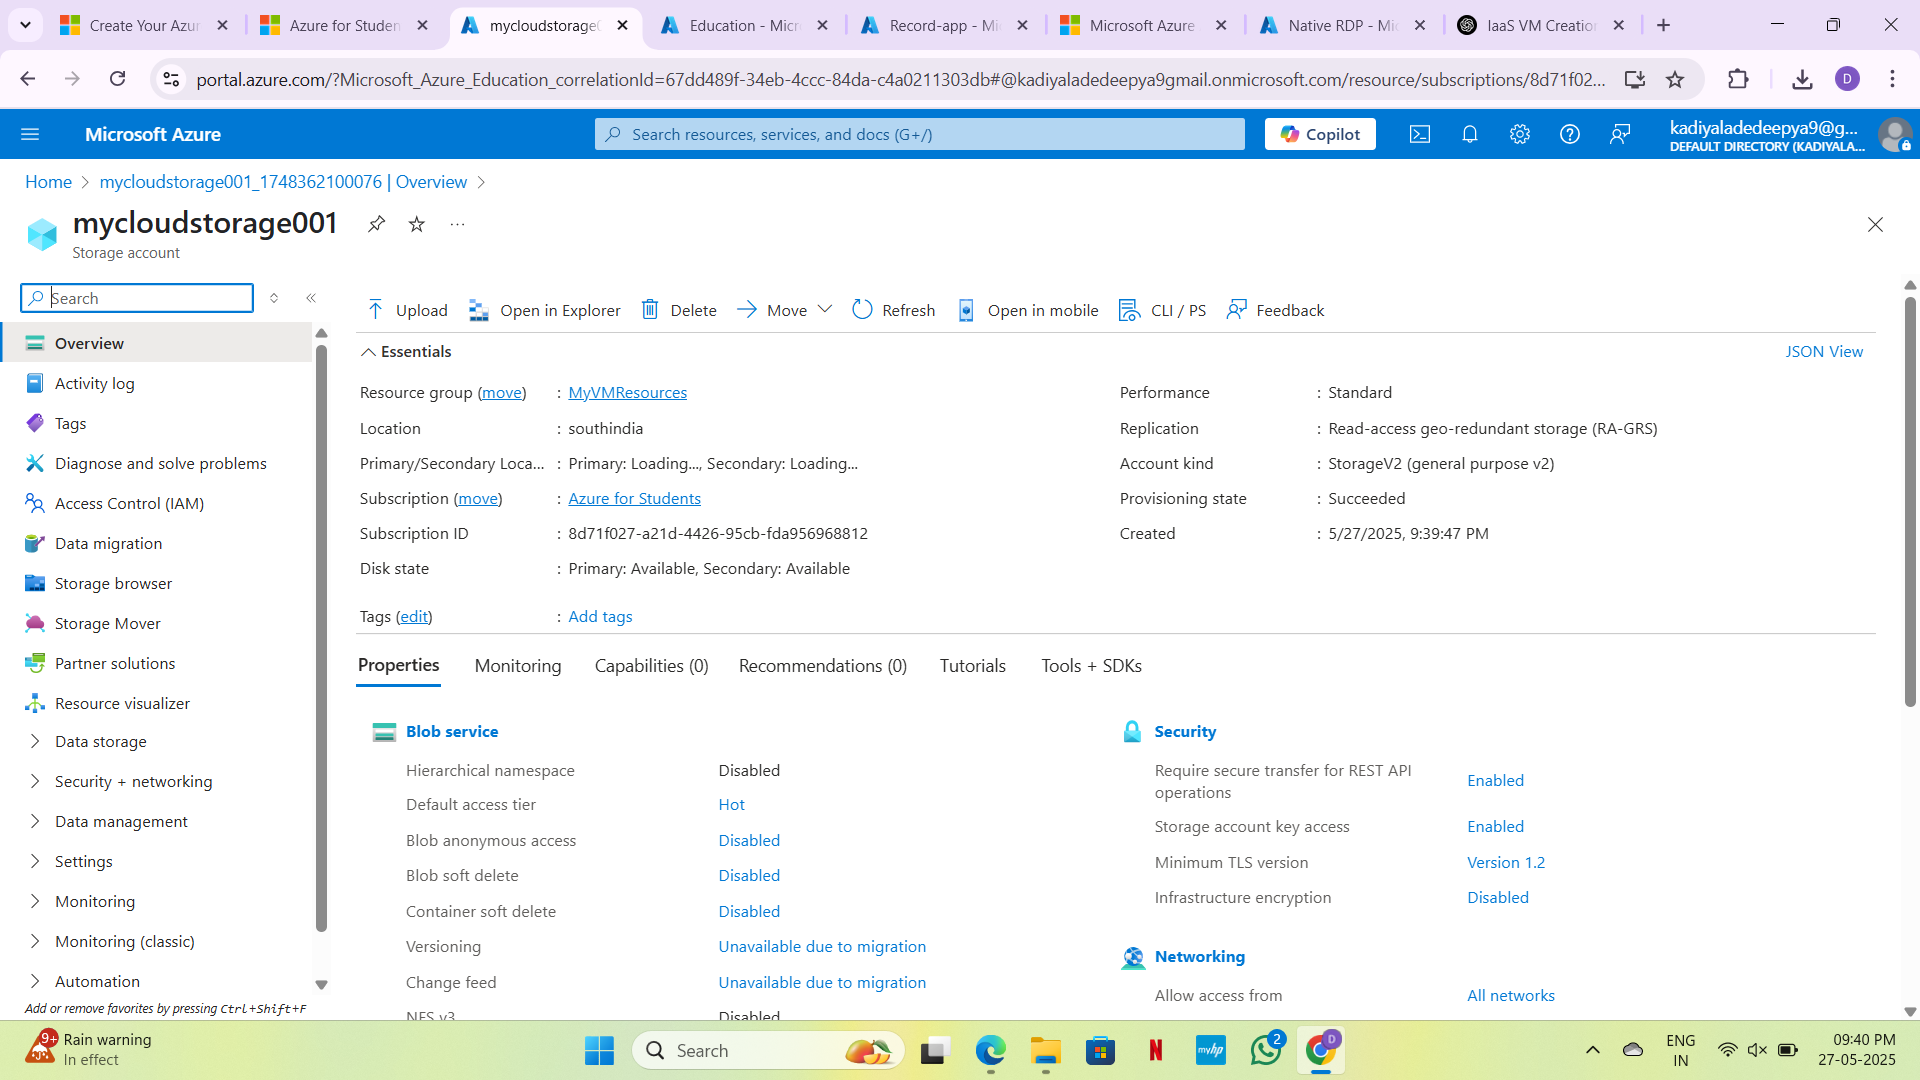 Create Your Azur
Azure for Studen
mycloudstorage0
Education - Micr
Record-app - Mi
Microsoft Azure
Native RDP - Mi
IaaS VM Creation
portal.azure.com/?Microsoft_Azure_Education_correlationId=67dd489f-34eb-4ccc-84da-c4a0211303db#@kadiyaladedeepya9gmail.onmicrosoft.com/resource/subscriptions/8d71f02...
D
Microsoft Azure
Search resources, services, and docs (G+/)
Copilot
kadiyaladedeepya9@g...
DEFAULT DIRECTORY (KADIYALA...
Home > mycloudstorage001_1748362100076 | Overview >
mycloudstorage001
Storage account
Search
Overview
Activity log
Tags
Diagnose and solve problems
Access Control (IAM)
Data migration
Storage browser
Storage Mover
Partner solutions
Resource visualizer
Data storage
Security + networking
Data management
Settings
Monitoring
Monitoring (classic)
Automation
Add or remove favorites by pressing Ctrl+Shift+F
Upload
Open in Explorer
Delete
Move
Refresh
Open in mobile
CLI / PS
Feedback
Essentials
JSON View
Resource group (move) : MyVMResources
Location : southindia
Primary/Secondary Loca... : Primary: Loading..., Secondary: Loading...
Subscription (move) : Azure for Students
Subscription ID : 8d71f027-a21d-4426-95cb-fda956968812
Disk state : Primary: Available, Secondary: Available
Tags (edit) : Add tags
Performance : Standard
Replication : Read-access geo-redundant storage (RA-GRS)
Account kind : StorageV2 (general purpose v2)
Provisioning state : Succeeded
Created : 5/27/2025, 9:39:47 PM
Properties
Monitoring
Capabilities (0)
Recommendations (0)
Tutorials
Tools + SDKs
Blob service
Hierarchical namespace Disabled
Default access tier Hot
Blob anonymous access Disabled
Blob soft delete Disabled
Container soft delete Disabled
Versioning Unavailable due to migration
Change feed Unavailable due to migration
NFS v3 Disabled
Security
Require secure transfer for REST API
operations
Enabled
Storage account key access Enabled
Minimum TLS version Version 1.2
Infrastructure encryption Disabled
Networking
Allow access from All networks
9+
Rain warning
In effect
Search
N
myhp
2
D
ENG
IN
09:40 PM
27-05-2025